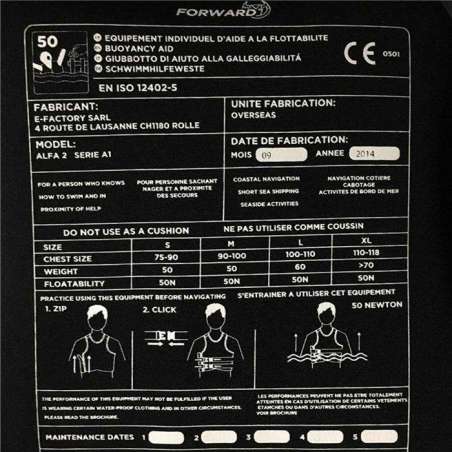 FORWARD
50
EQUIPEMENT INDIVIDUEL D'AIDE A LA FLOTTABILITE
BUOYANCY AID
GIUBBOTTO DI AIUTO ALLA GALLEGGIABILITÁ
SCHWIMMHILFEWESTE
CE 0501
EN ISO 12402-5
FABRICANT:
E-FACTORY SARL
4 ROUTE DE LAUSANNE CH1180 ROLLE
UNITE FABRICATION:
OVERSEAS
MODEL:
ALFA 2 SERIE A1
DATE DE FABRICATION:
MOIS 09 ANNEE 2014
FOR A PERSON WHO KNOWS
HOW TO SWIM AND IN
PROXIMITY OF HELP
POUR PERSONNE SACHANT
NAGER ET A PROXIMITE
DES SECOURS
COASTAL NAVIGATION
SHORT SEA SHIPPING
SEASIDE ACTIVITIES
NAVIGATION COTIERE
CABOTAGE
ACTIVITES DE BORD DE MER
DO NOT USE AS A CUSHION NE PAS UTILISER COMME COUSSIN
SIZE S M L XL
CHEST SIZE 75-90 90-100 100-110 110-118
WEIGHT 50 50 60 >70
FLOATABILITY 50N 50N 50N 50N
PRACTICE USING THIS EQUIPMENT BEFORE NAVIGATING S'ENTRAINER A UTILISER CET EQUIPEMENT
1. ZIP 2. CLICK 50 NEWTON
THE PERFORMANCE OF THIS EQUIPMENT MAY NOT BE FULFILLED IF THE USER
IS WEARING CERTAIN WATER-PROOF CLOTHING AND IN OTHER CIRCUMSTANCES.
PLEASE READ THE BROCHURE.
LES PERFORMANCES PEUVENT NE PAS ETRE TOTALEMENT
ATTEINTES EN CAS D'UTILISATION DE CERTAINS VETEMENTS
ETANCHES OU DANS D'AUTRES CIRCONSTANCES.
VOIR BROCHURE
MAINTENANCE DATES 1 2 3 4 5